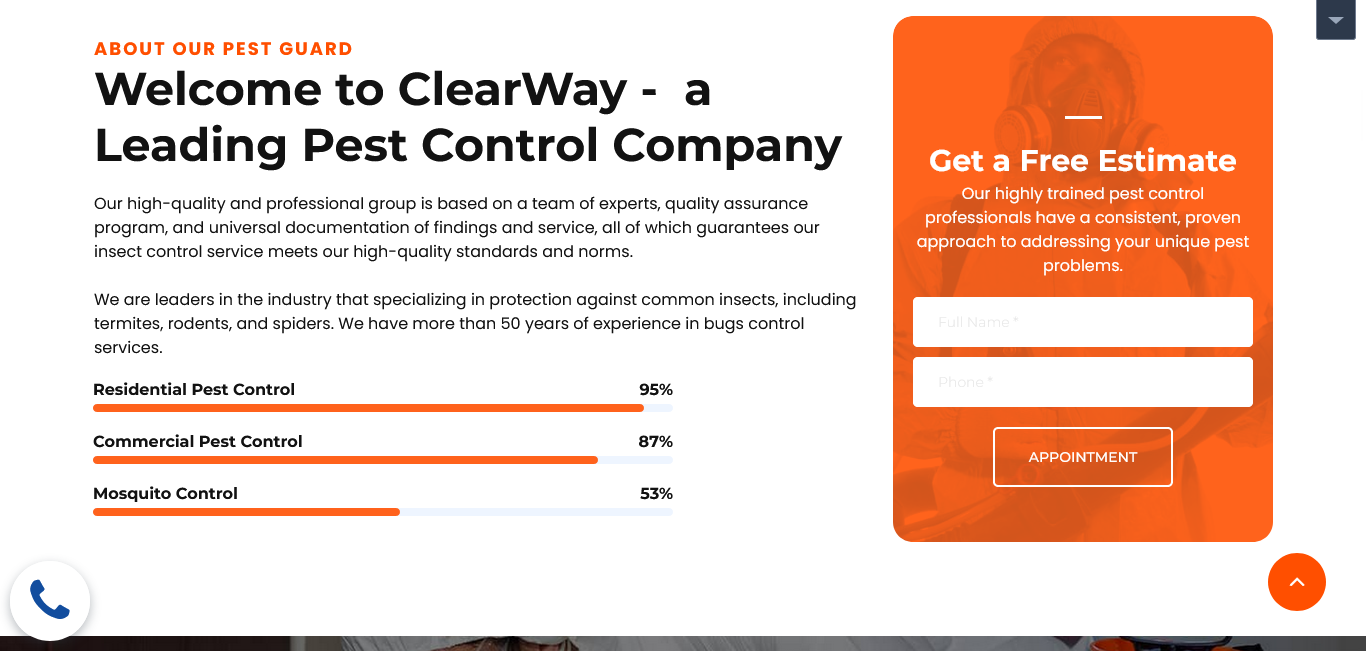 ABOUT OUR PEST GUARD
Welcome to ClearWay -  a
Leading Pest Control Company
Our high-quality and professional group is based on a team of experts, quality assurance
program, and universal documentation of findings and service, all of which guarantees our
insect control service meets our high-quality standards and norms.
We are leaders in the industry that specializing in protection against common insects, including
termites, rodents, and spiders. We have more than 50 years of experience in bugs control
services.
Residential Pest Control 95%
Commercial Pest Control 87%
Mosquito Control 53%
Get a Free Estimate
Our highly trained pest control
professionals have a consistent, proven
approach to addressing your unique pest
problems.
Full Name *
Phone *
APPOINTMENT